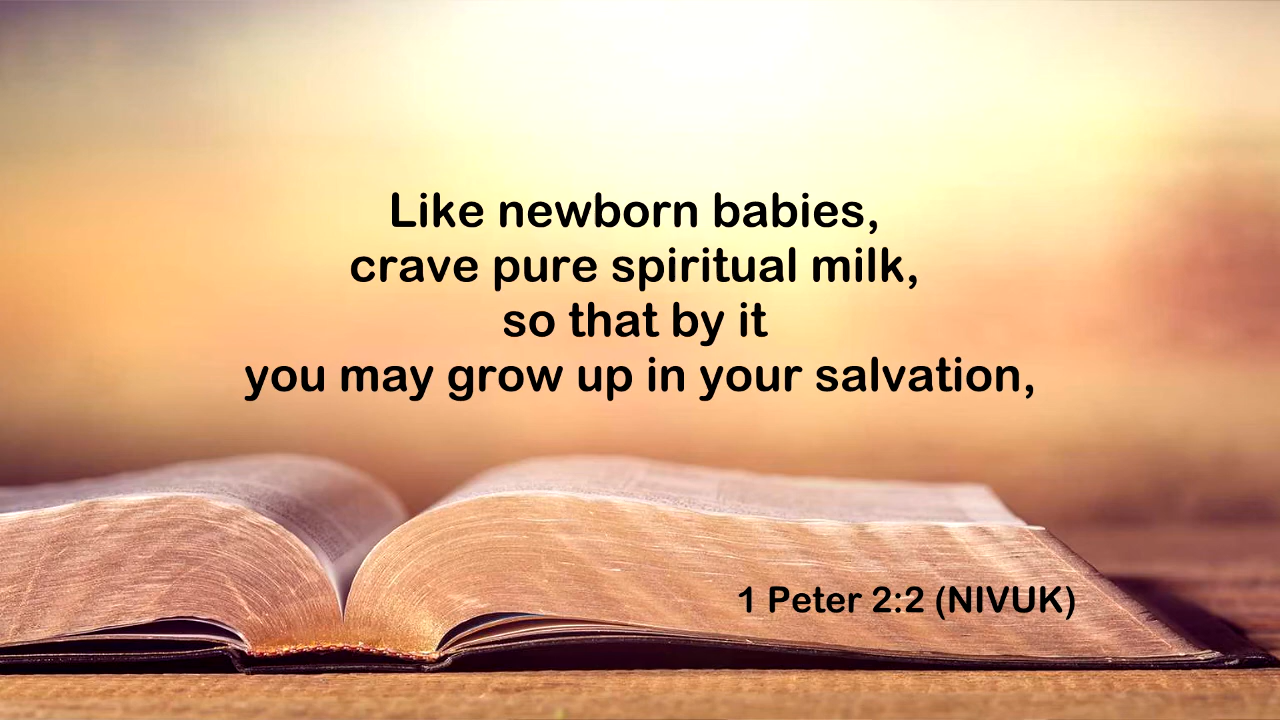 Like newborn babies,
crave pure spiritual milk,
so that by it
you may grow up in your salvation,
1 Peter 2:2 (NIVUK)